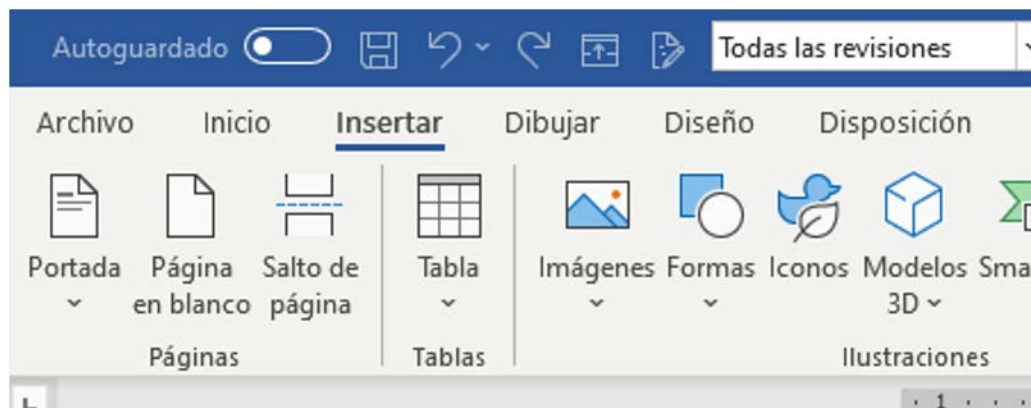 Autoguardado Todas las revisiones
Archivo Inicio Insertar Dibujar Diseño Disposición
Portada Página Salto de Tabla Imágenes Formas Iconos Modelos Sma
en blanco página 3D
Páginas Tablas Ilustraciones
1